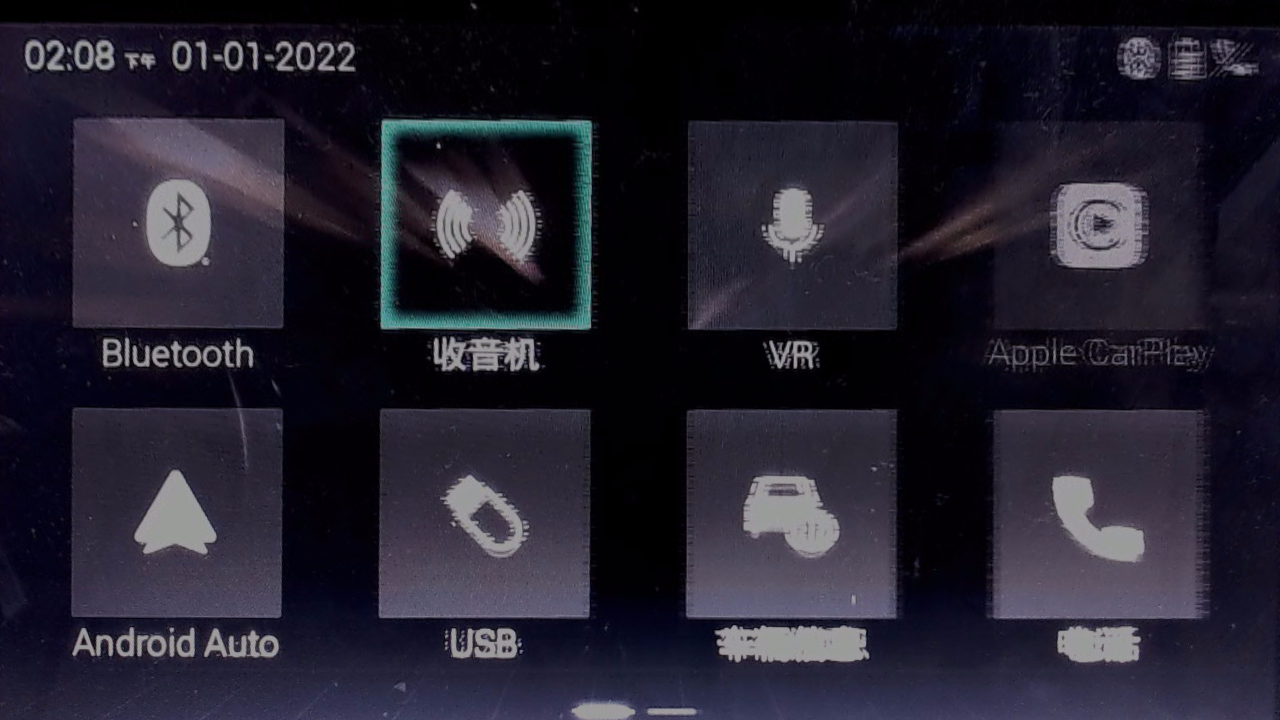 02:08 下午 01-01-2022
Bluetooth
收音机
VR
Apple CarPlay
Android Auto
USB
电话